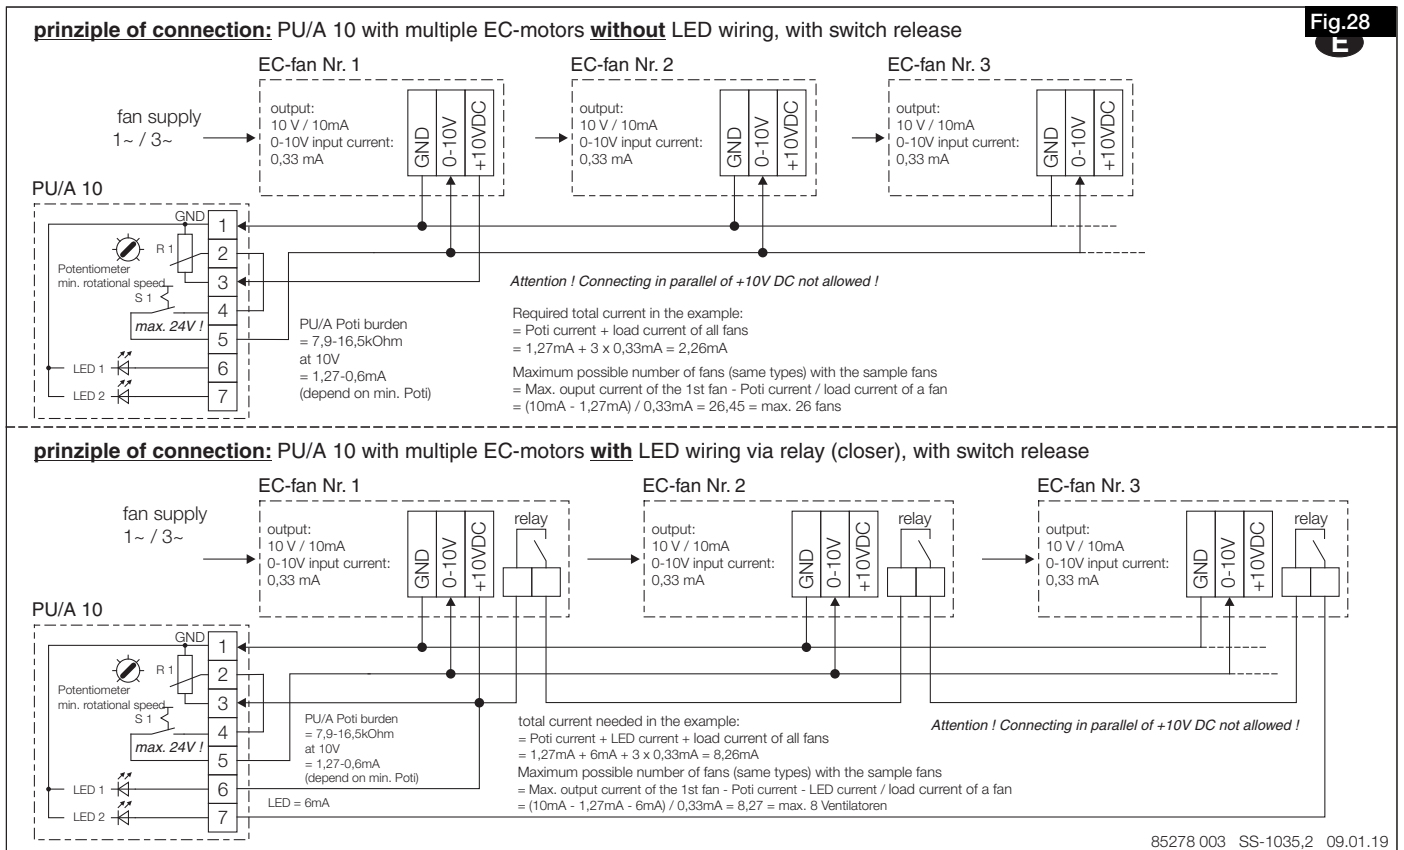 prinziple of connection: PU/A 10 with multiple EC-motors without LED wiring, with switch release
Fig.28
E
EC-fan Nr. 1
EC-fan Nr. 2
EC-fan Nr. 3
fan supply
1~ / 3~
output:
10 V / 10mA
0-10V input current:
0,33 mA
GND
0-10V
+10VDC
output:
10 V / 10mA
0-10V input current:
0,33 mA
GND
0-10V
+10VDC
output:
10 V / 10mA
0-10V input current:
0,33 mA
GND
0-10V
+10VDC
PU/A 10
GND
1
2
3
4
5
6
7
R 1
Potentiometer
min. rotational speed
S 1
max. 24V !
LED 1
LED 2
PU/A Poti burden
= 7,9-16,5kOhm
at 10V
= 1,27-0,6mA
(depend on min. Poti)
Attention ! Connecting in parallel of +10V DC not allowed !
Required total current in the example:
= Poti current + load current of all fans
= 1,27mA + 3 x 0,33mA = 2,26mA
Maximum possible number of fans (same types) with the sample fans
= Max. ouput current of the 1st fan - Poti current / load current of a fan
= (10mA - 1,27mA) / 0,33mA = 26,45 = max. 26 fans
prinziple of connection: PU/A 10 with multiple EC-motors with LED wiring via relay (closer), with switch release
EC-fan Nr. 1
EC-fan Nr. 2
EC-fan Nr. 3
fan supply
1~ / 3~
output:
10 V / 10mA
0-10V input current:
0,33 mA
GND
0-10V
+10VDC
relay
output:
10 V / 10mA
0-10V input current:
0,33 mA
GND
0-10V
+10VDC
relay
output:
10 V / 10mA
0-10V input current:
0,33 mA
GND
0-10V
+10VDC
relay
PU/A 10
GND
1
2
3
4
5
6
7
R 1
Potentiometer
min. rotational speed
S 1
max. 24V !
LED 1
LED 2
PU/A Poti burden
= 7,9-16,5kOhm
at 10V
= 1,27-0,6mA
(depend on min. Poti)
LED = 6mA
total current needed in the example:
= Poti current + LED current + load current of all fans
= 1,27mA + 6mA + 3 x 0,33mA = 8,26mA
Maximum possible number of fans (same types) with the sample fans
= Max. output current of the 1st fan - Poti current - LED current / load current of a fan
= (10mA - 1,27mA - 6mA) / 0,33mA = 8,27 = max. 8 Ventilatoren
Attention ! Connecting in parallel of +10V DC not allowed !
85278 003 SS-1035,2 09.01.19